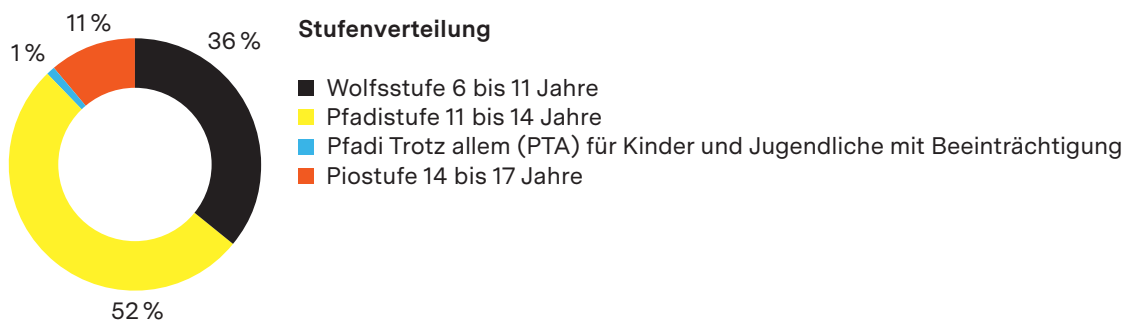 11 %
36 %
1 %
52 %
Stufenverteilung
Wolfsstufe 6 bis 11 Jahre
Pfadistufe 11 bis 14 Jahre
Pfadi Trotz allem (PTA) für Kinder und Jugendliche mit Beeinträchtigung
Piostufe 14 bis 17 Jahre